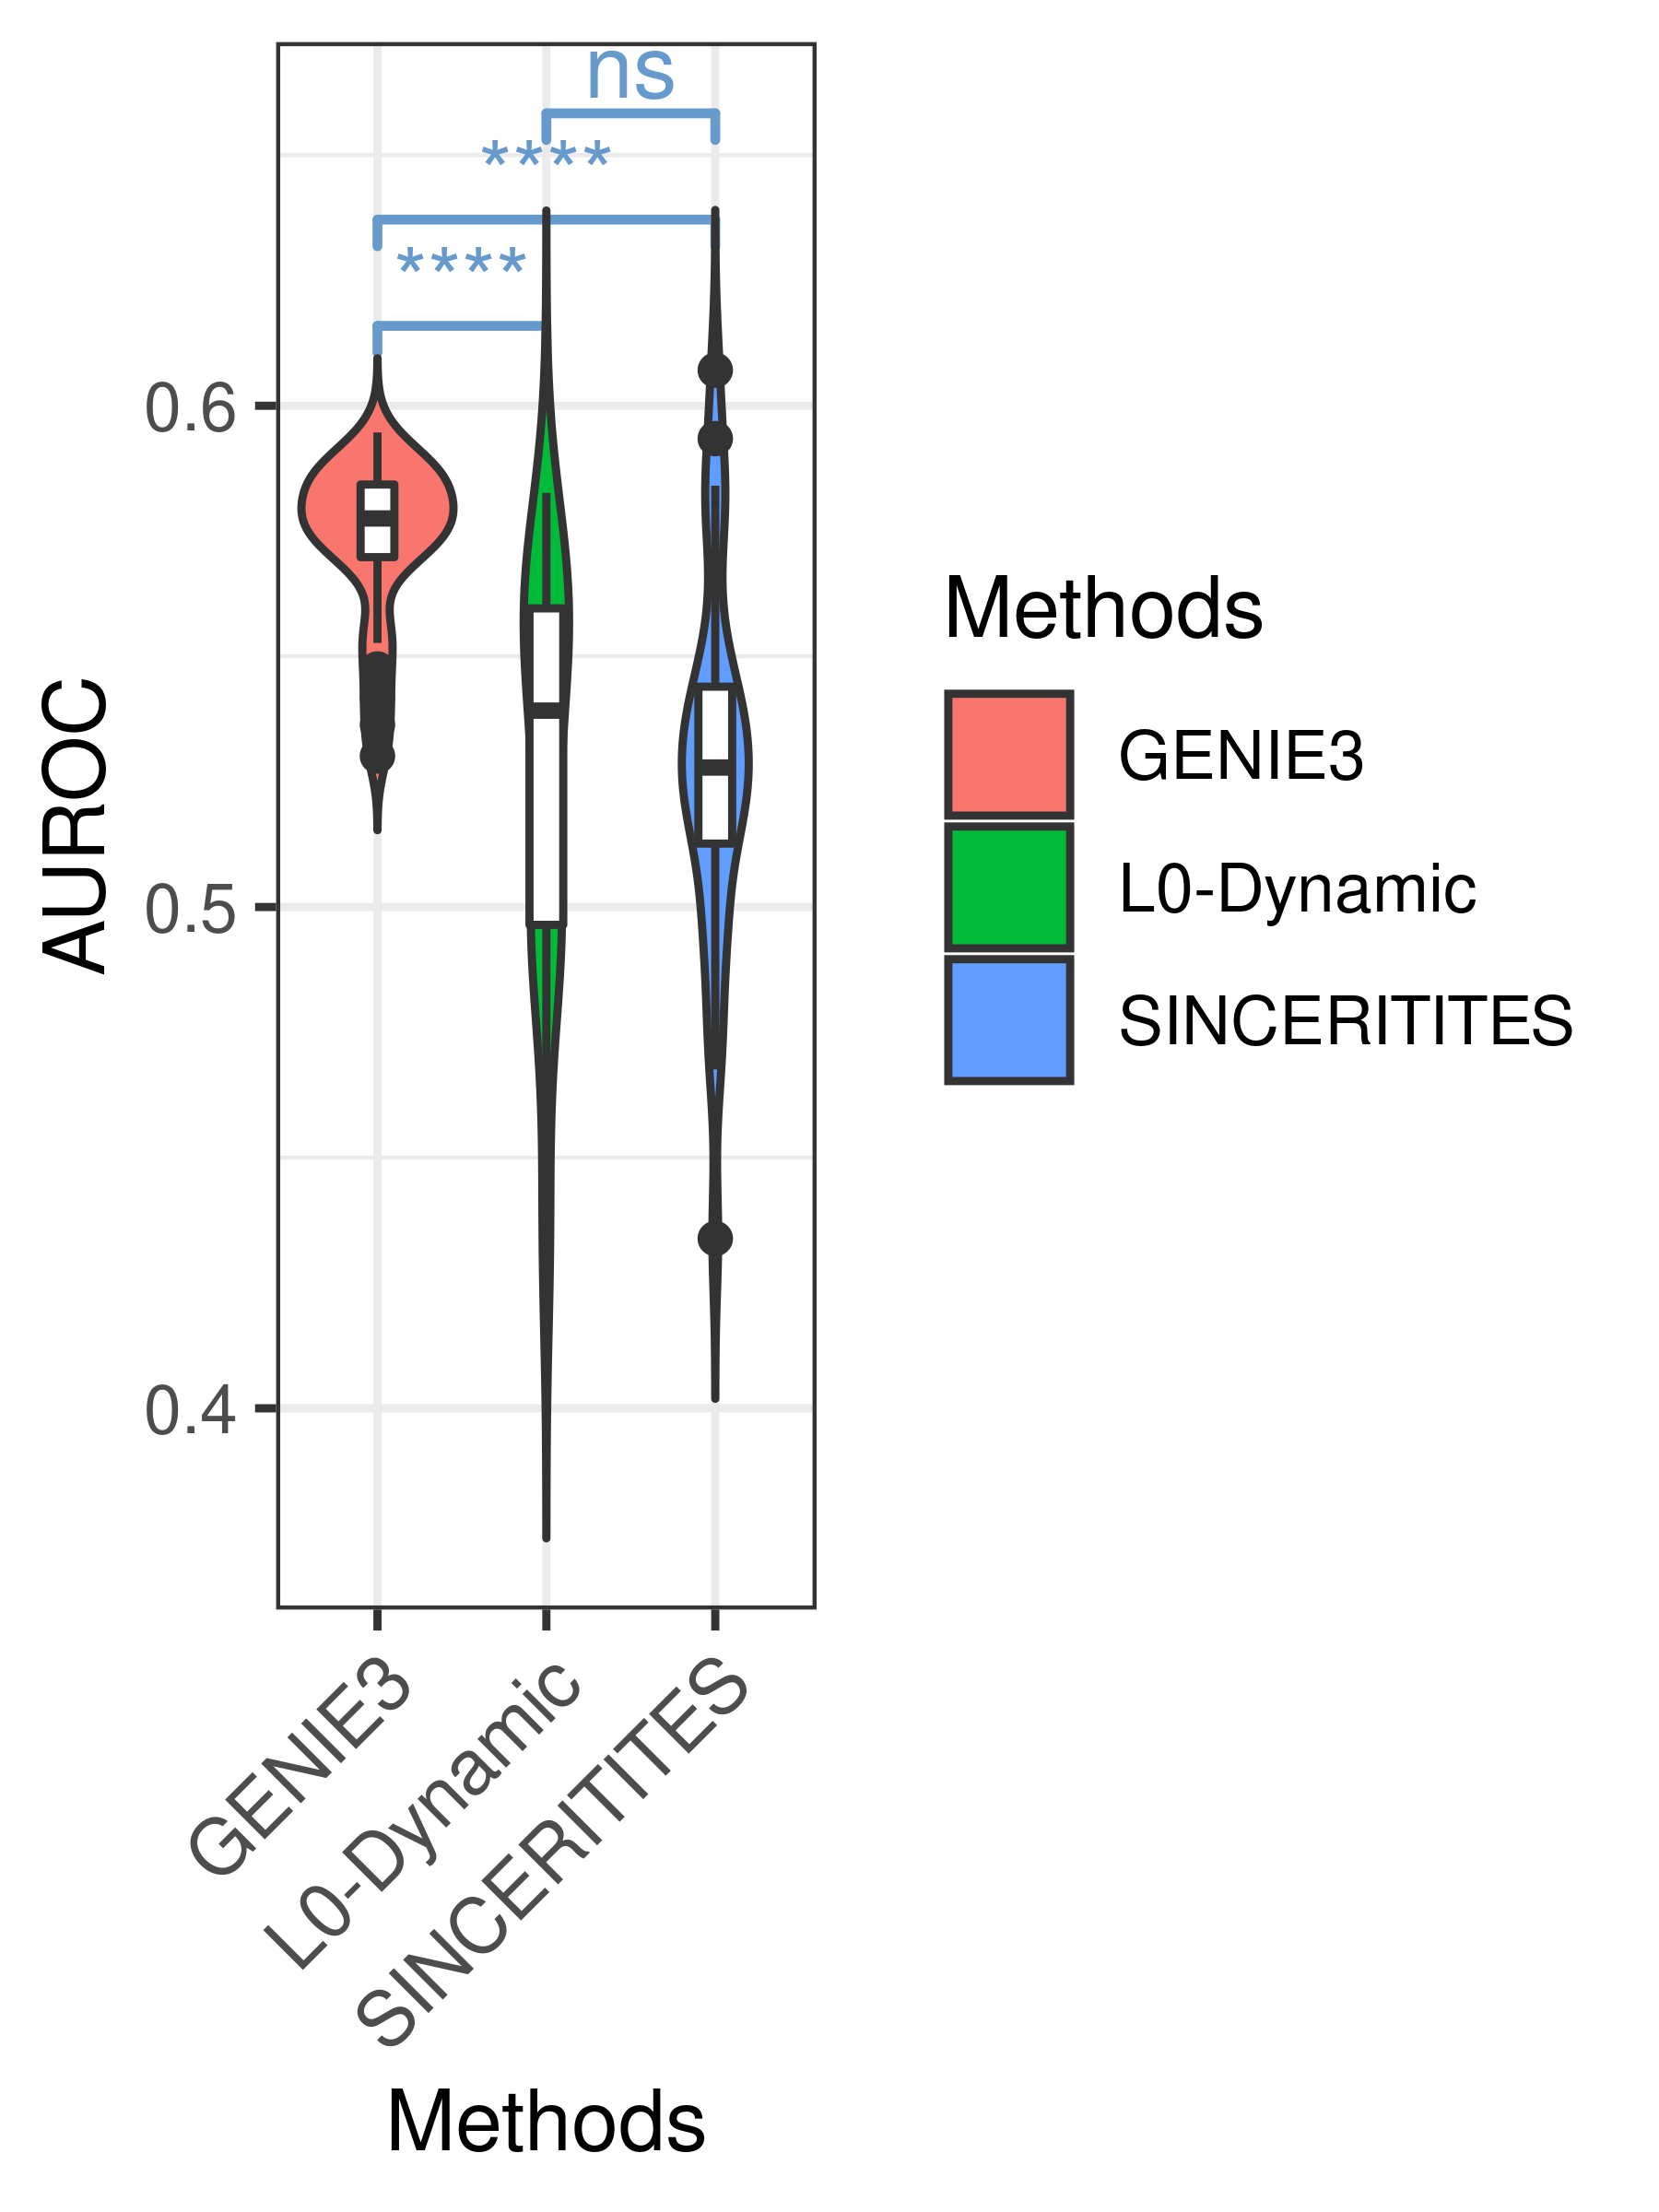 ns
****
****
0.6
0.5
0.4
AUROC
GENIE3
L0-Dynamic
SINCERITITES
Methods
Methods
GENIE3
L0-Dynamic
SINCERITITES